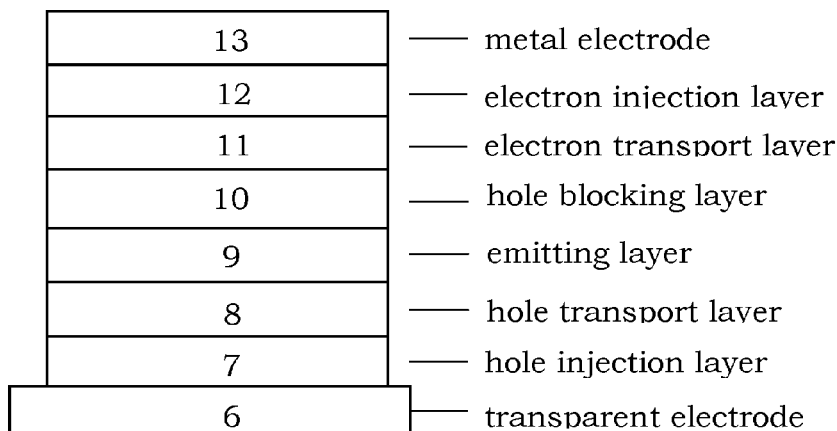 13 metal electrode
12 electron injection layer
11 electron transport layer
10 hole blocking layer
9 emitting layer
8 hole transport layer
7 hole injection layer
6 transparent electrode